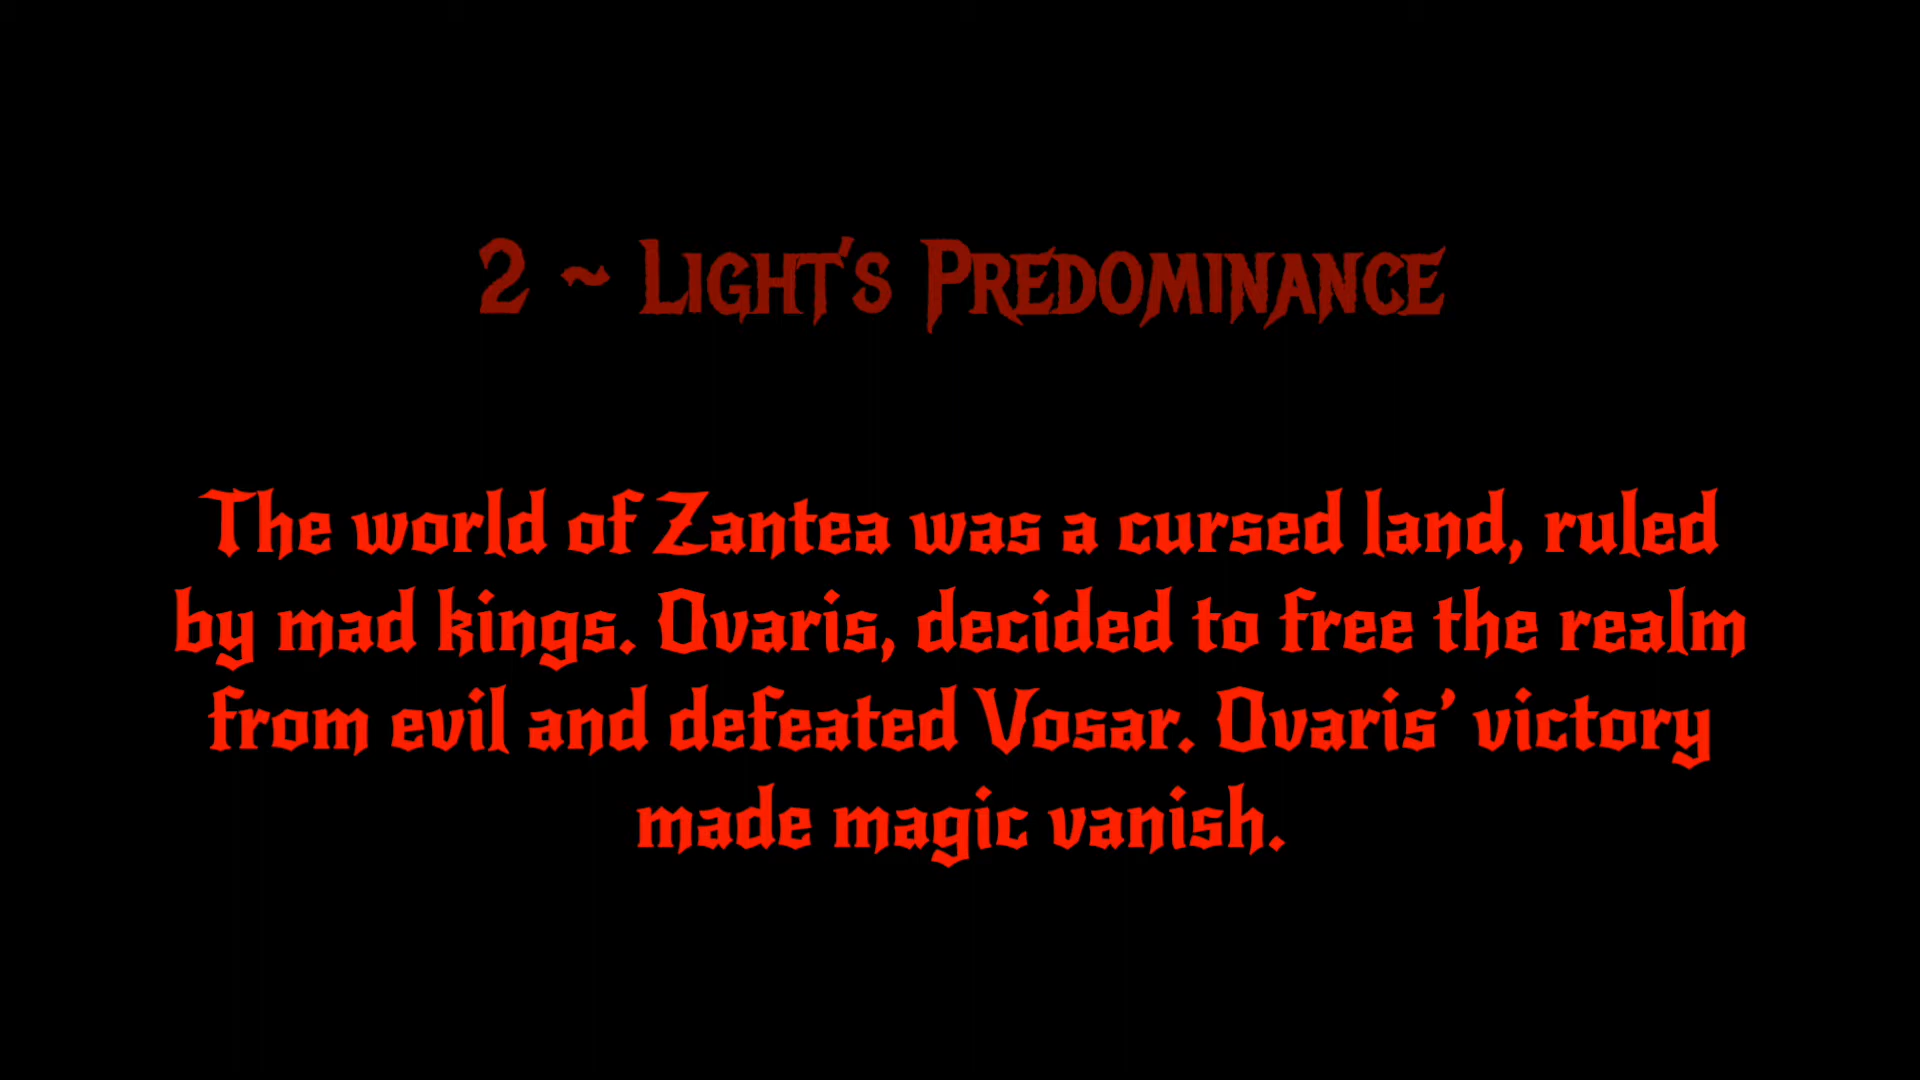 2 ~ Light's Predominance
The world of Zantea was a cursed land, ruled
by mad kings. Ovaris, decided to free the realm
from evil and defeated Vosar. Ovaris’ victory
made magic vanish.